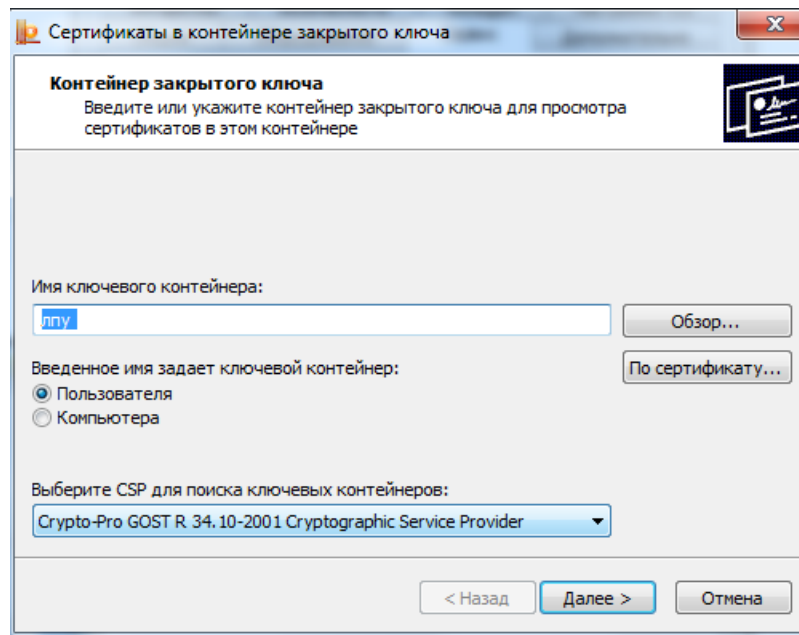 Сертификаты в контейнере закрытого ключа
Контейнер закрытого ключа
Введите или укажите контейнер закрытого ключа для просмотра
сертификатов в этом контейнере
Имя ключевого контейнера:
лпу
Обзор...
Введенное имя задает ключевой контейнер:
По сертификату...
Пользователя
Компьютера
Выберите CSP для поиска ключевых контейнеров:
Crypto-Pro GOST R 34.10-2001 Cryptographic Service Provider
< Назад
Далее >
Отмена